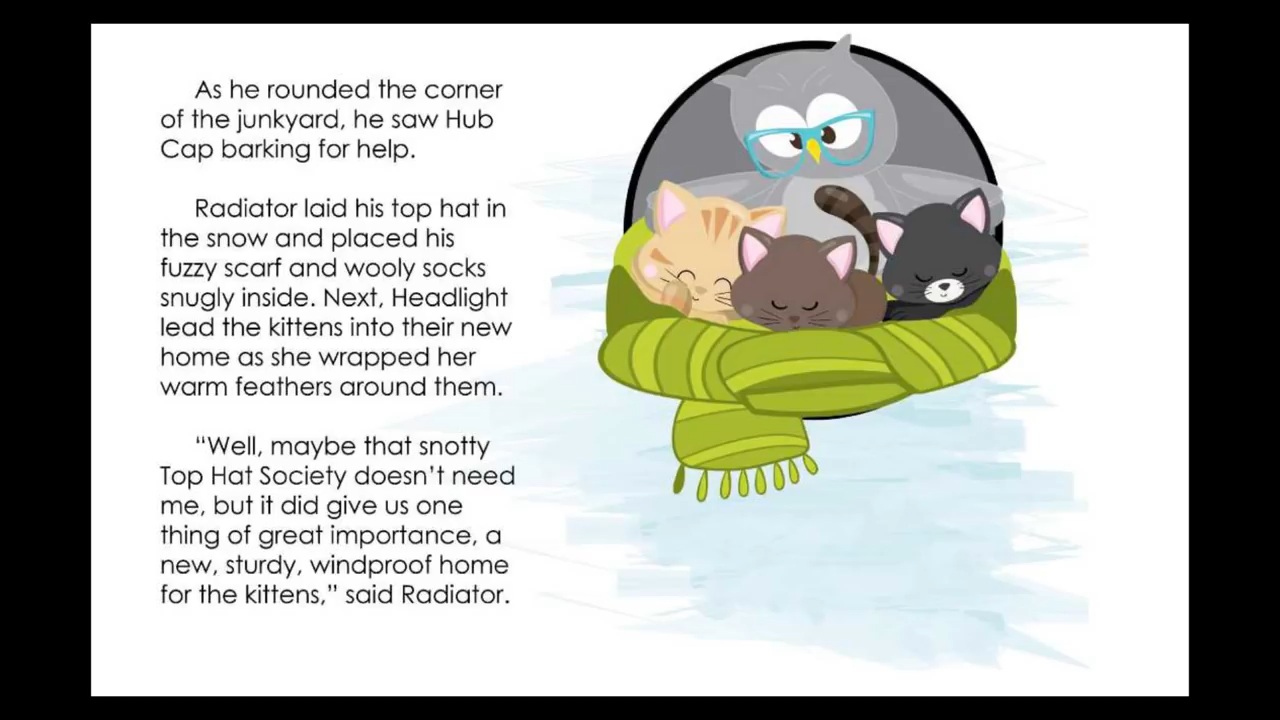 As he rounded the corner
of the junkyard, he saw Hub
Cap barking for help.
Radiator laid his top hat in
the snow and placed his
fuzzy scarf and wooly socks
snugly inside. Next, Headlight
lead the kittens into their new
home as she wrapped her
warm feathers around them.
“Well, maybe that snotty
Top Hat Society doesn’t need
me, but it did give us one
thing of great importance, a
new, sturdy, windproof home
for the kittens,” said Radiator.